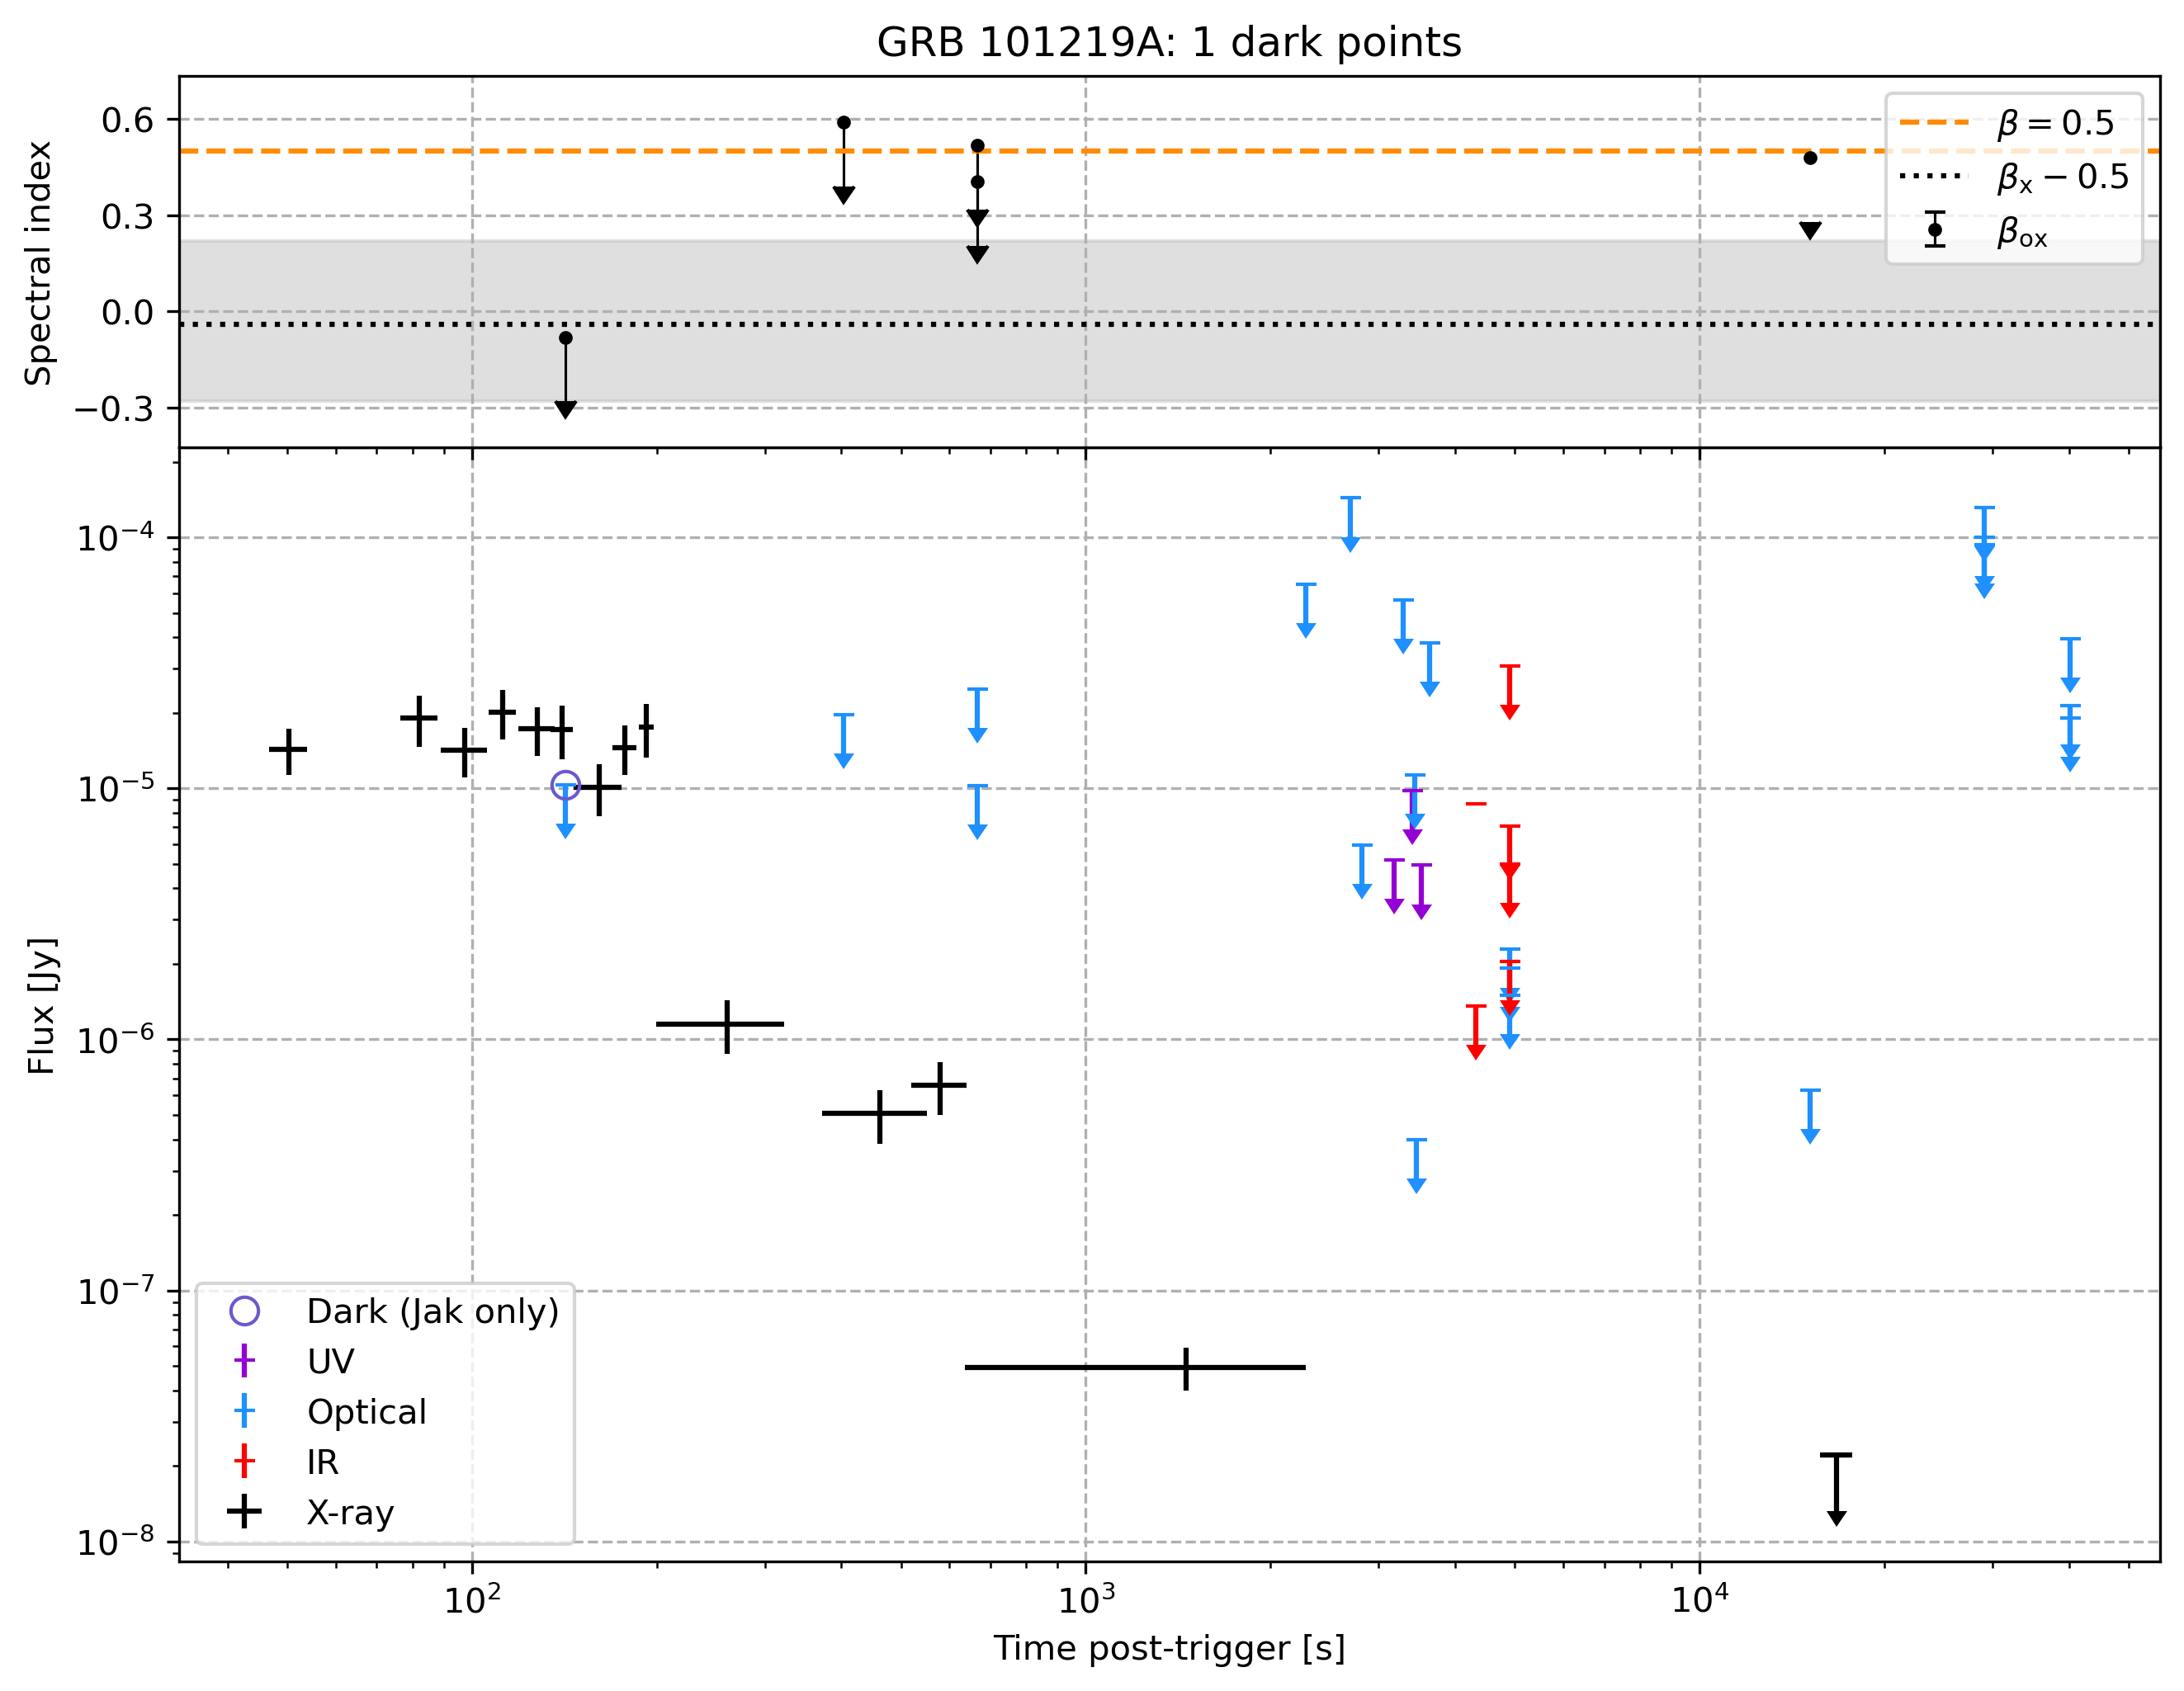 GRB 101219A: 1 dark points
Spectral index
0.6
0.3
0.0
−0.3
β = 0.5
βx − 0.5
βox
Flux [Jy]
10⁻⁴
10⁻⁵
10⁻⁶
10⁻⁷
10⁻⁸
Dark (Jak only)
UV
Optical
IR
X-ray
10² 10³ 10⁴
Time post-trigger [s]